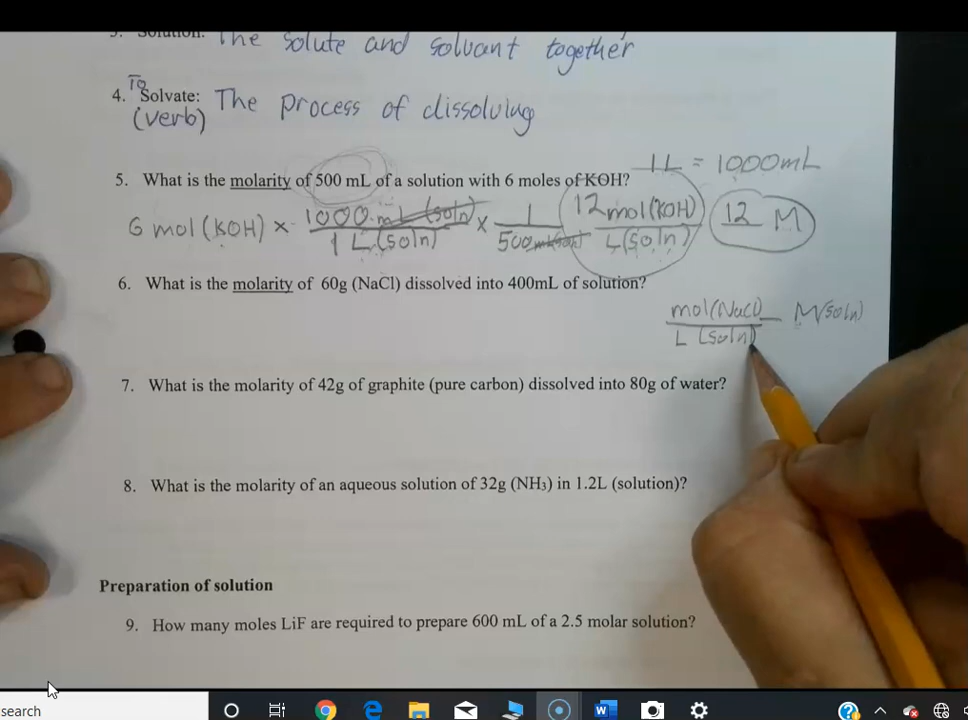 3. Solution: The solute and solvant together
To
4. Solvate: The process of dissolving
(verb)
1L = 1000mL
5. What is the molarity of 500 mL of a solution with 6 moles of KOH?
6 mol (KOH) × 1000 mL (soln) × 1 12 mol (KOH) 12 M
1 L (soln) 500 mL (soln) L (soln)
6. What is the molarity of 60g (NaCl) dissolved into 400mL of solution?
mol (NaCl) = M (soln)
L (soln)
7. What is the molarity of 42g of graphite (pure carbon) dissolved into 80g of water?
8. What is the molarity of an aqueous solution of 32g (NH₃) in 1.2L (solution)?
Preparation of solution
9. How many moles LiF are required to prepare 600 mL of a 2.5 molar solution?
search